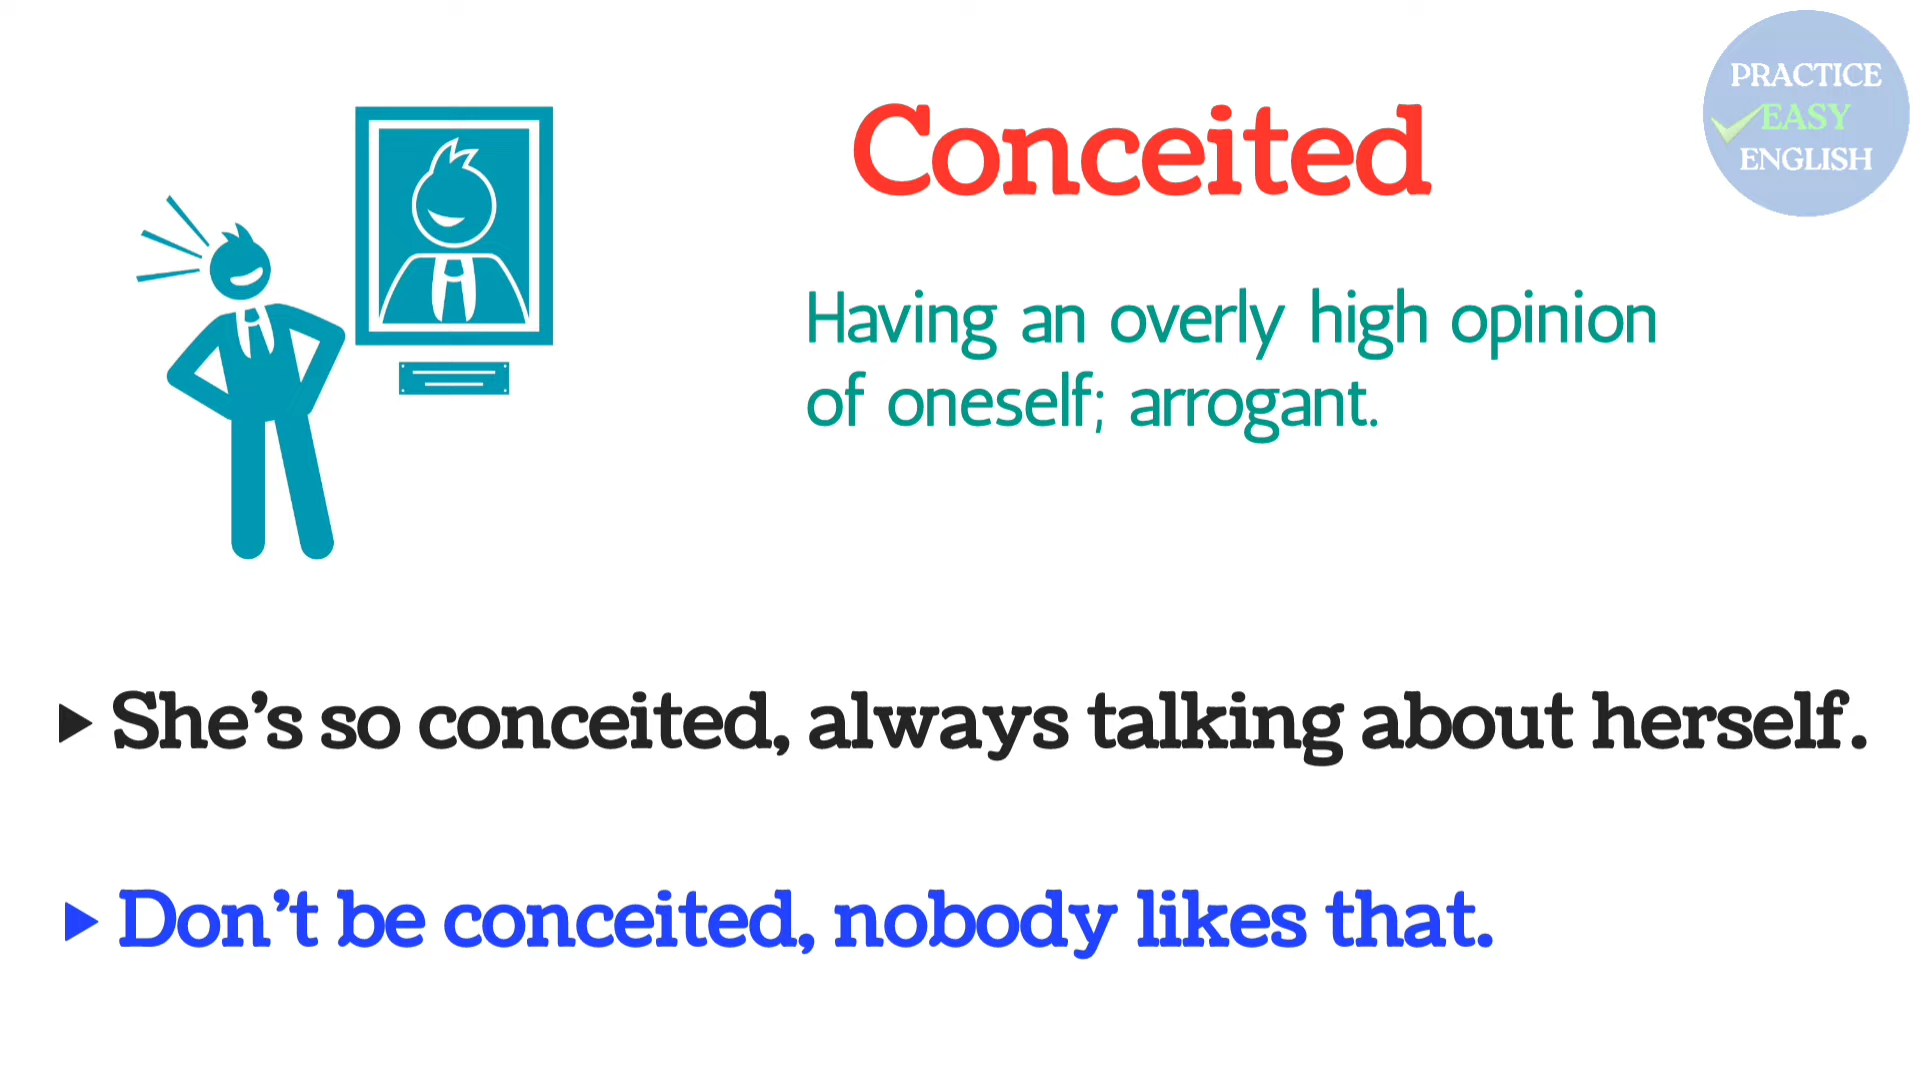 PRACTICE
EASY
ENGLISH
Conceited
Having an overly high opinion
of oneself; arrogant.
She’s so conceited, always talking about herself.
Don’t be conceited, nobody likes that.